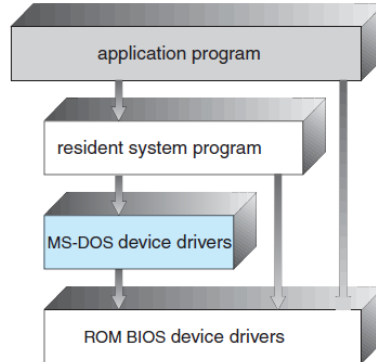 application program
resident system program
MS-DOS device drivers
ROM BIOS device drivers